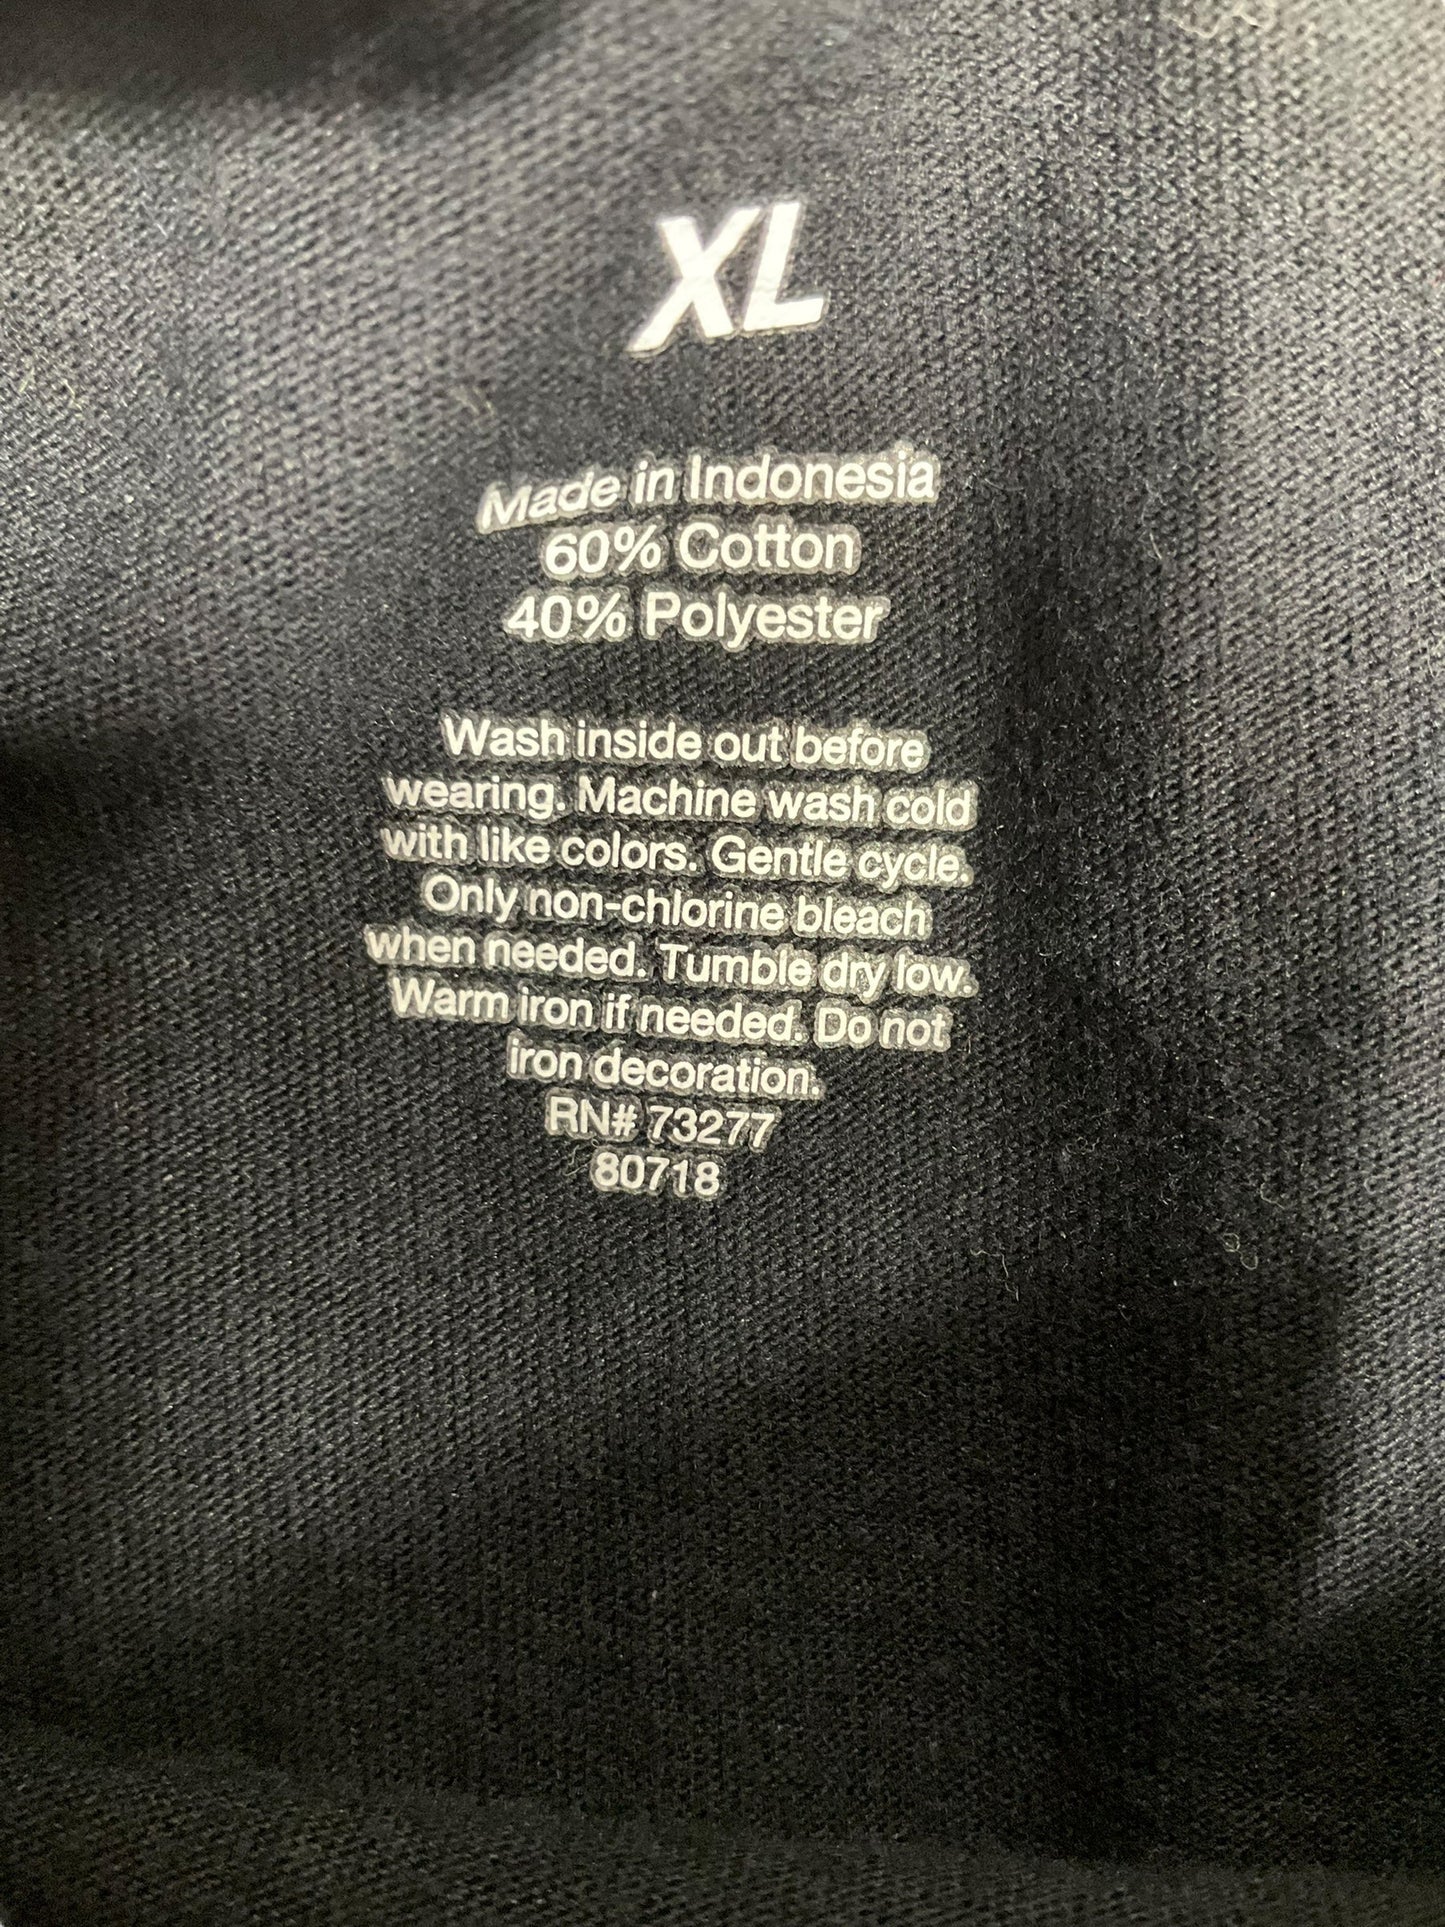 XL
Made in Indonesia
60% Cotton
40% Polyester
Wash inside out before
wearing. Machine wash cold
with like colors. Gentle cycle.
Only non-chlorine bleach
when needed. Tumble dry low.
Warm iron if needed. Do not
iron decoration.
RN# 73277
80718